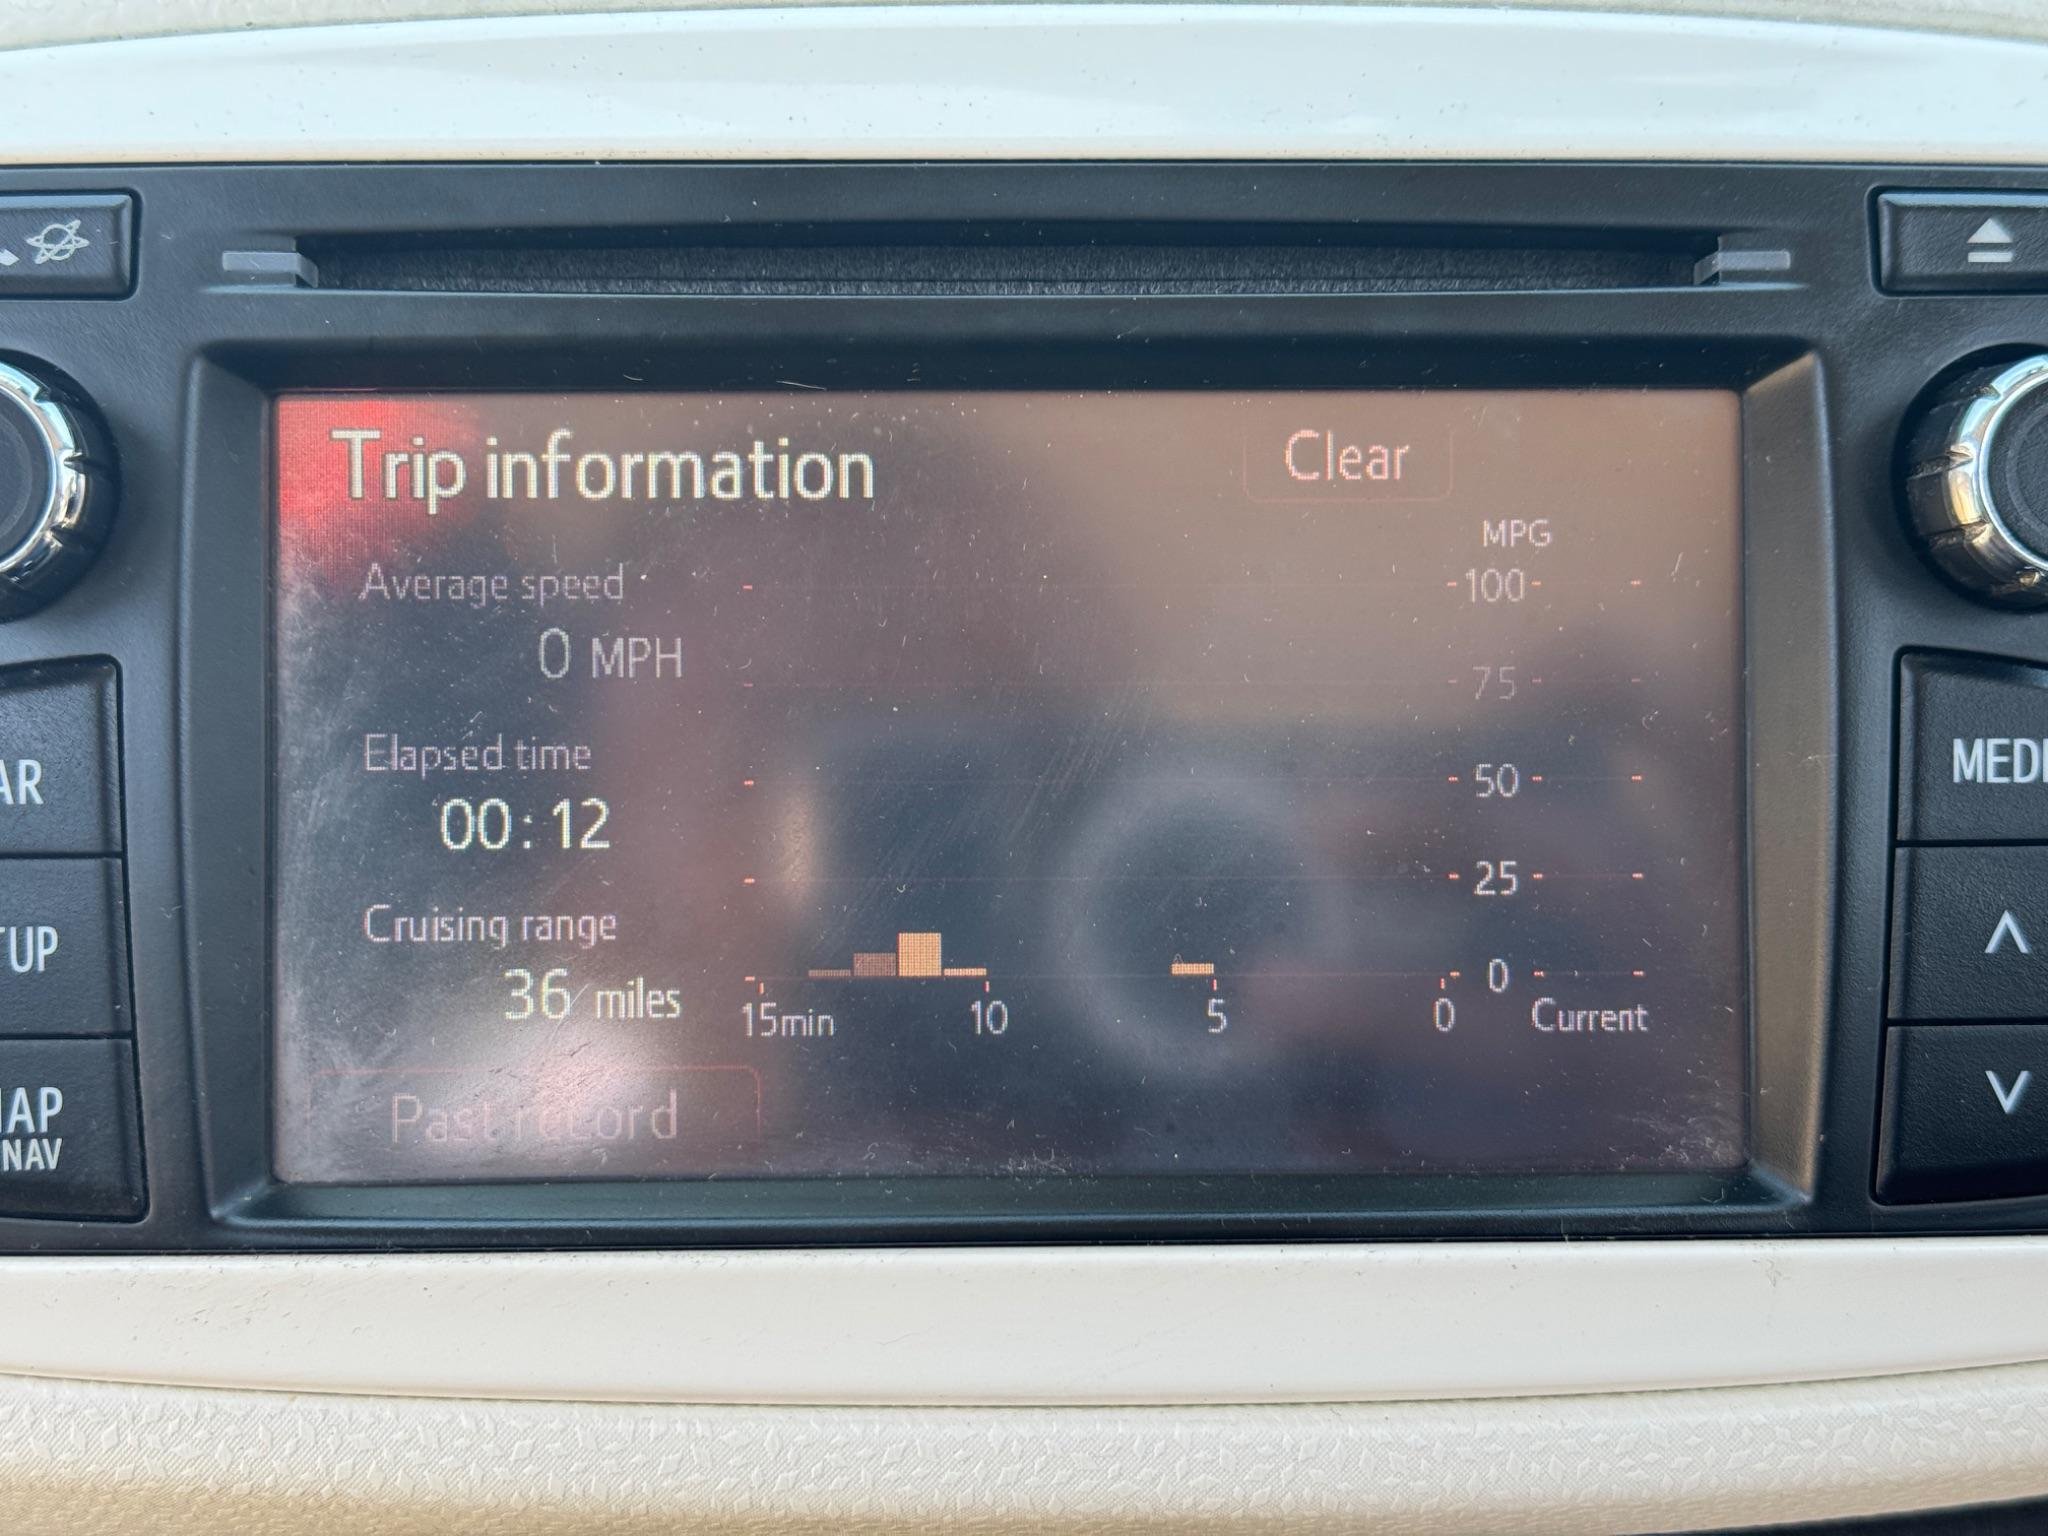 Trip information
Clear
MPG
Average speed
100
0 MPH
75
Elapsed time
50
00:12
25
Cruising range
0
36 miles
15min 10 5 0 Current
Past record
AR
TUP
MAP
NAV
MEDI